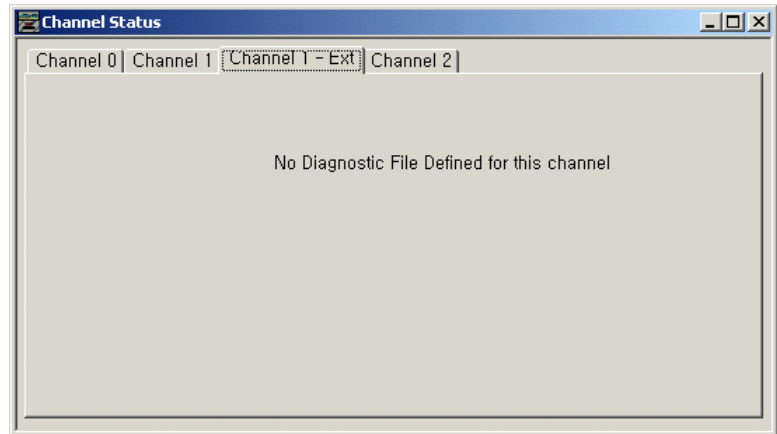 Channel Status
Channel 0 Channel 1 Channel 1 - Ext Channel 2
No Diagnostic File Defined for this channel